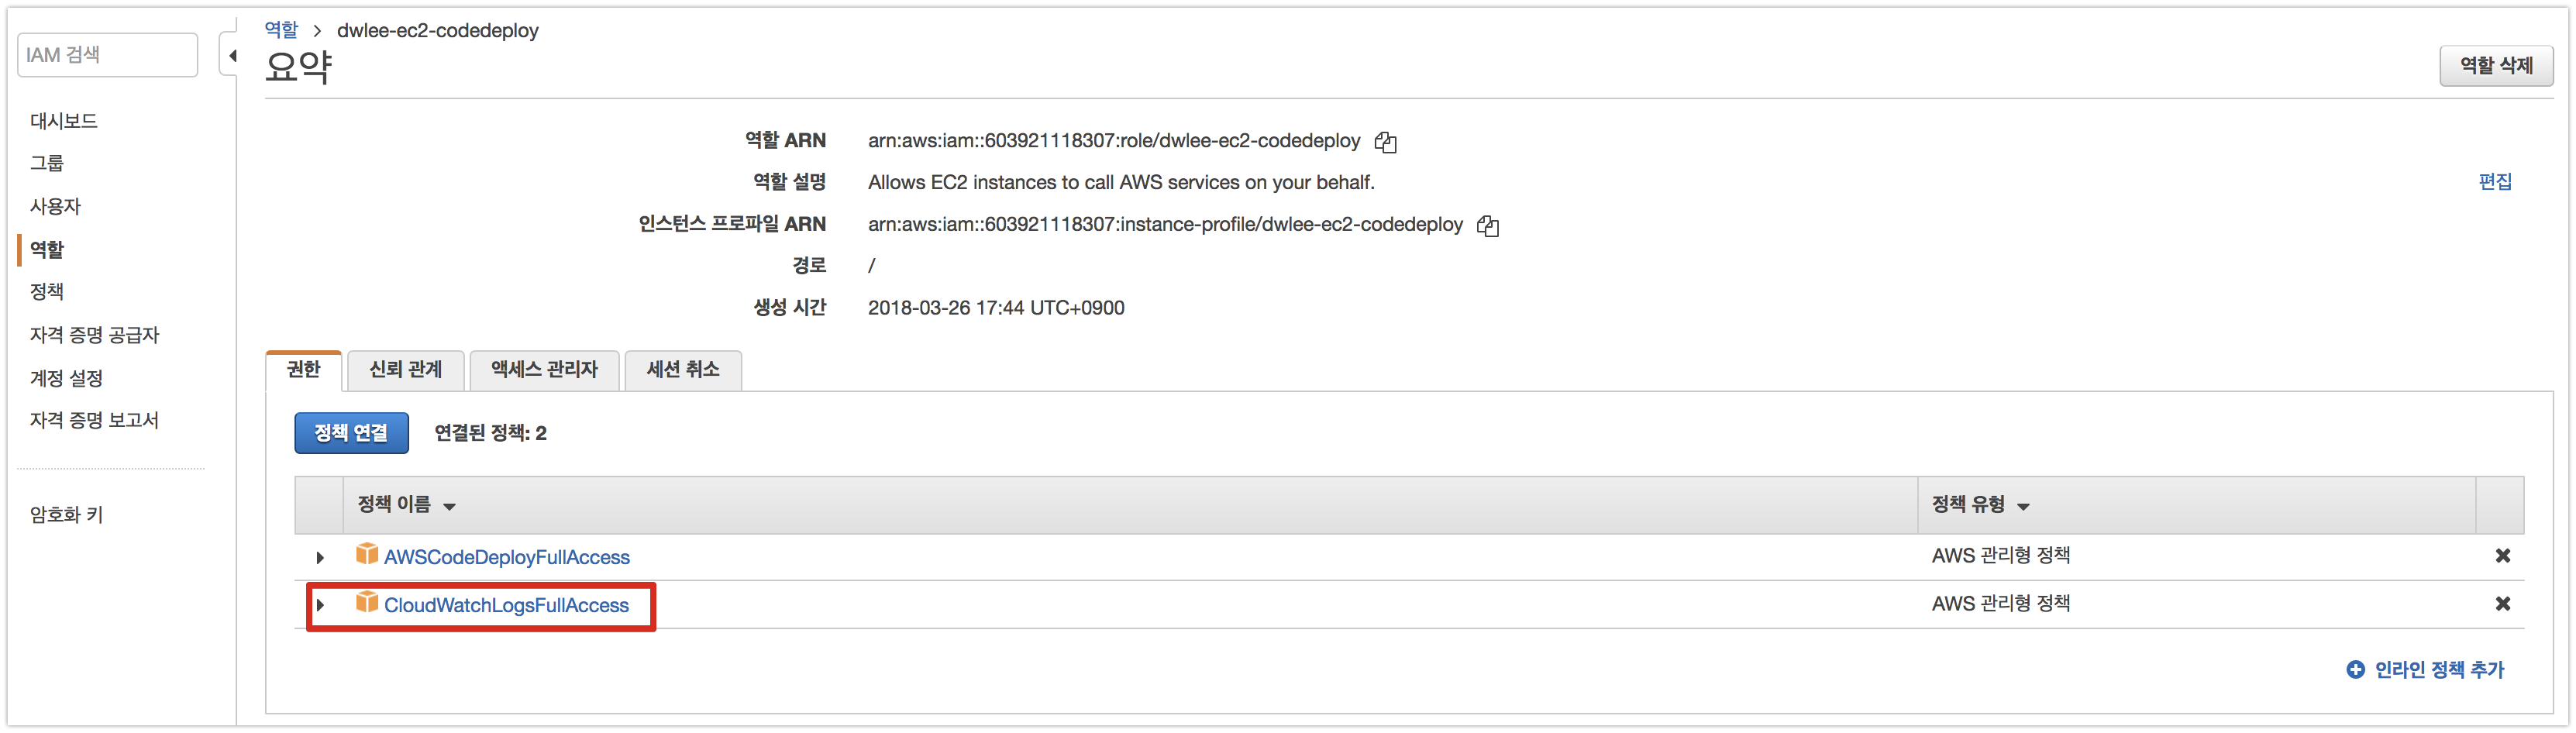 IAM 검색
대시보드
그룹
사용자
역할
정책
자격 증명 공급자
계정 설정
자격 증명 보고서
암호화 키
역할 > dwlee-ec2-codedeploy
요약
역할 삭제
역할 ARN arn:aws:iam::603921118307:role/dwlee-ec2-codedeploy
역할 설명 Allows EC2 instances to call AWS services on your behalf. 편집
인스턴스 프로파일 ARN arn:aws:iam::603921118307:instance-profile/dwlee-ec2-codedeploy
경로 /
생성 시간 2018-03-26 17:44 UTC+0900
권한 신뢰 관계 액세스 관리자 세션 취소
정책 연결 연결된 정책: 2
정책 이름 정책 유형
AWSCodeDeployFullAccess AWS 관리형 정책
CloudWatchLogsFullAccess AWS 관리형 정책
인라인 정책 추가